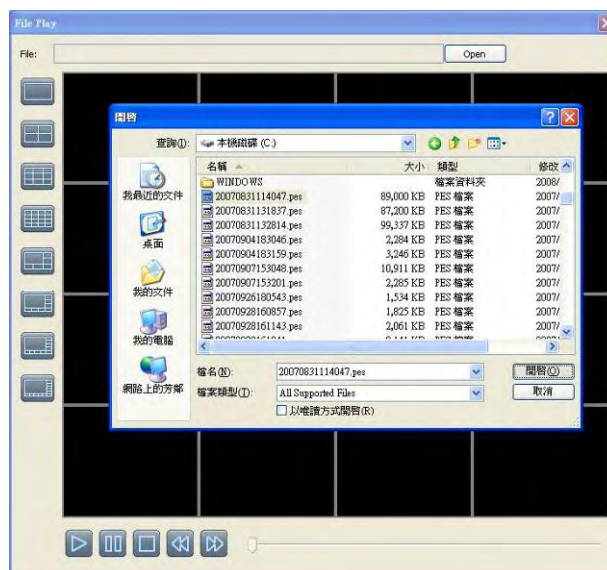 File Play
File:
Open
開啓
查詢(I):
本機磁碟 (C:)
名稱 大小 類型 修改
WINDOWS 檔案資料夾 2008/
20070831114047.pes 89,000 KB PES 檔案 2007/
20070831131837.pes 87,200 KB PES 檔案 2007/
20070831132814.pes 99,337 KB PES 檔案 2007/
20070904183046.pes 2,284 KB PES 檔案 2007/
20070904183159.pes 3,246 KB PES 檔案 2007/
20070907153048.pes 10,911 KB PES 檔案 2007/
20070907153201.pes 2,285 KB PES 檔案 2007/
20070926180543.pes 1,534 KB PES 檔案 2007/
20070928160857.pes 1,825 KB PES 檔案 2007/
20070928161143.pes 2,061 KB PES 檔案 2007/
我最近的文件
桌面
我的文件
我的電腦
網路上的芳鄰
檔名(N):
20070831114047.pes
開啓(O)
檔案類型(T):
All Supported Files
取消
以唯讀方式開啓(R)